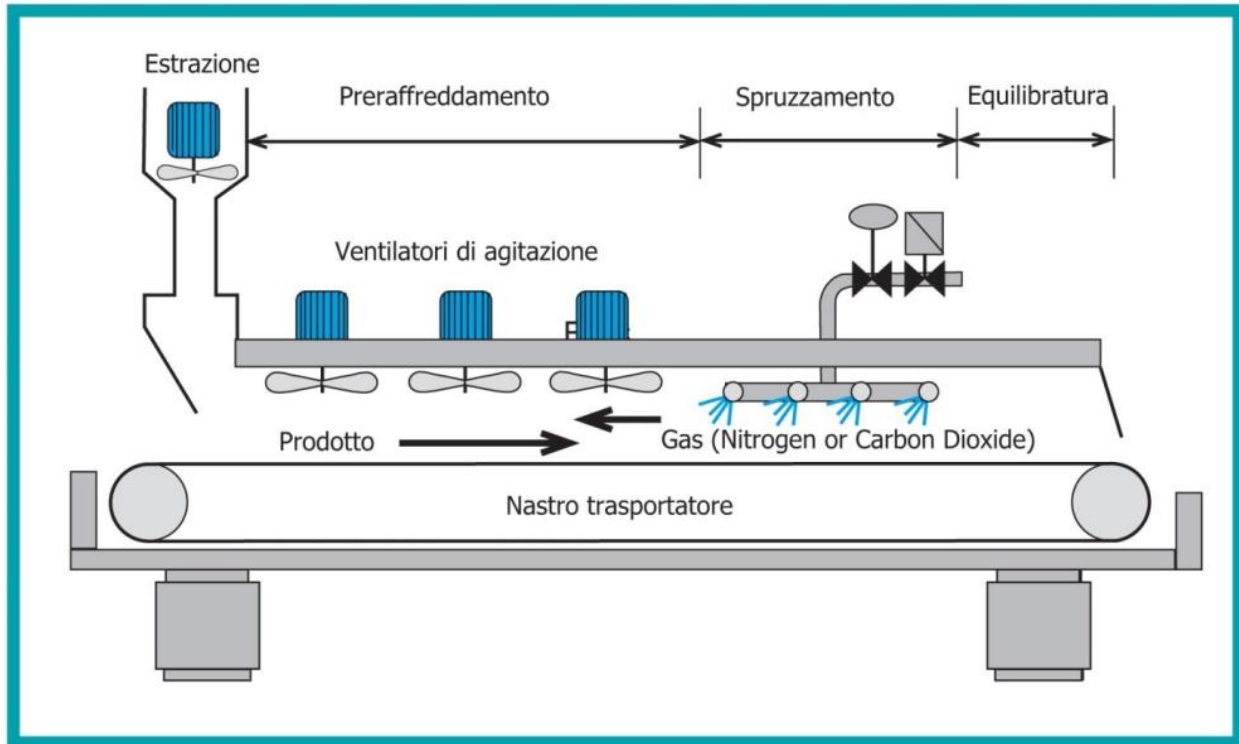 Estrazione
Preraffreddamento
Spruzzamento
Equilibratura
Ventilatori di agitazione
Prodotto
Gas (Nitrogen or Carbon Dioxide)
Nastro trasportatore